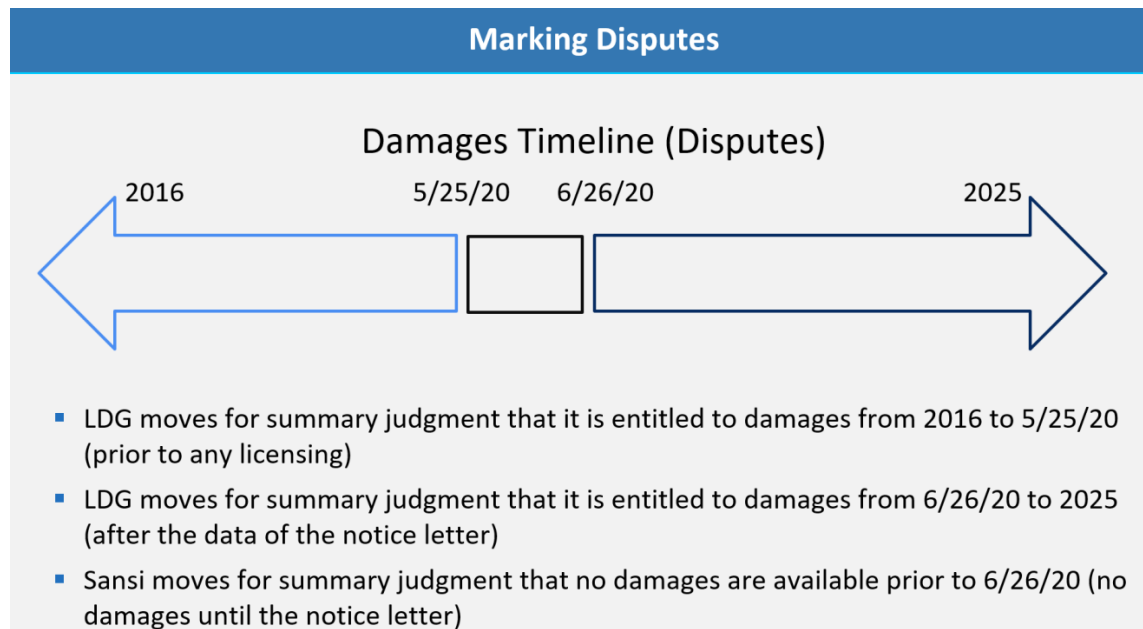 Marking Disputes
Damages Timeline (Disputes)
2016 5/25/20 6/26/20 2025
▪ LDG moves for summary judgment that it is entitled to damages from 2016 to 5/25/20
(prior to any licensing)
▪ LDG moves for summary judgment that it is entitled to damages from 6/26/20 to 2025
(after the data of the notice letter)
▪ Sansi moves for summary judgment that no damages are available prior to 6/26/20 (no
damages until the notice letter)